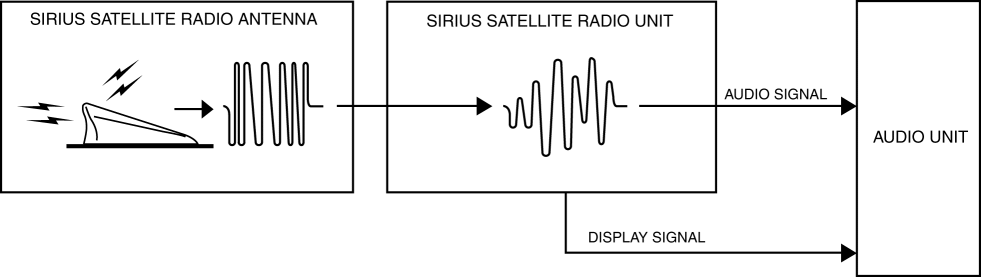 SIRIUS SATELLITE RADIO ANTENNA
SIRIUS SATELLITE RADIO UNIT
AUDIO SIGNAL
AUDIO UNIT
DISPLAY SIGNAL